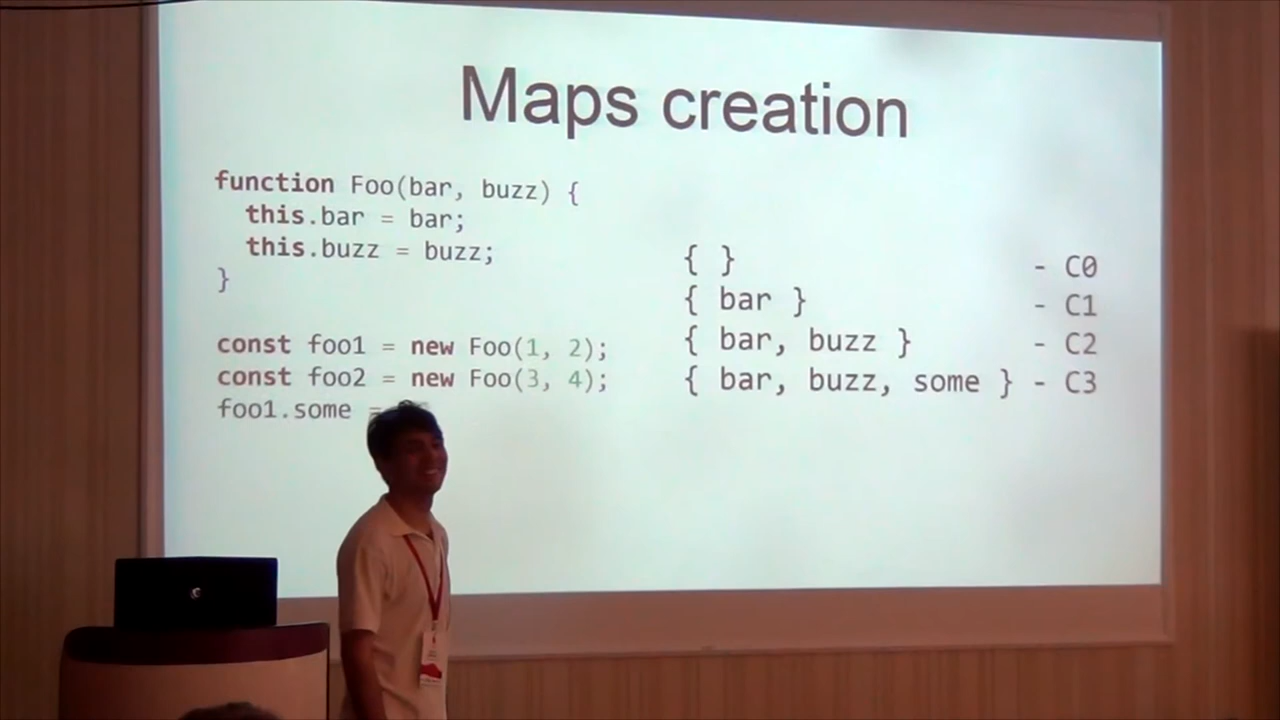 Maps creation
function Foo(bar, buzz) {
this.bar = bar;
this.buzz = buzz;
}
const foo1 = new Foo(1, 2);
const foo2 = new Foo(3, 4);
foo1.some =
{ } - C0
{ bar } - C1
{ bar, buzz } - C2
{ bar, buzz, some } - C3